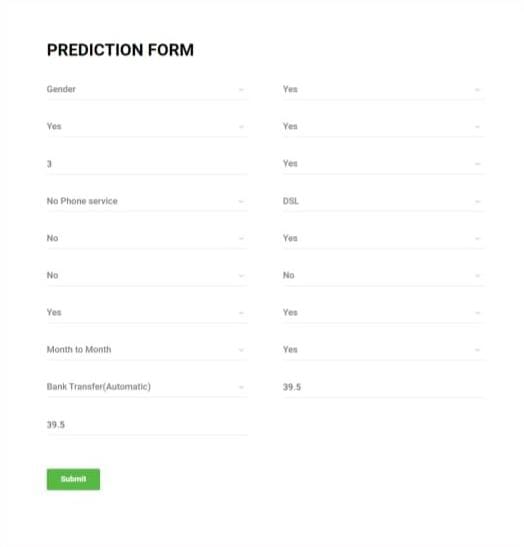 PREDICTION FORM
Gender Yes
Yes Yes
3 Yes
No Phone service DSL
No Yes
No No
Yes Yes
Month to Month Yes
Bank Transfer(Automatic) 39.5
39.5
Submit